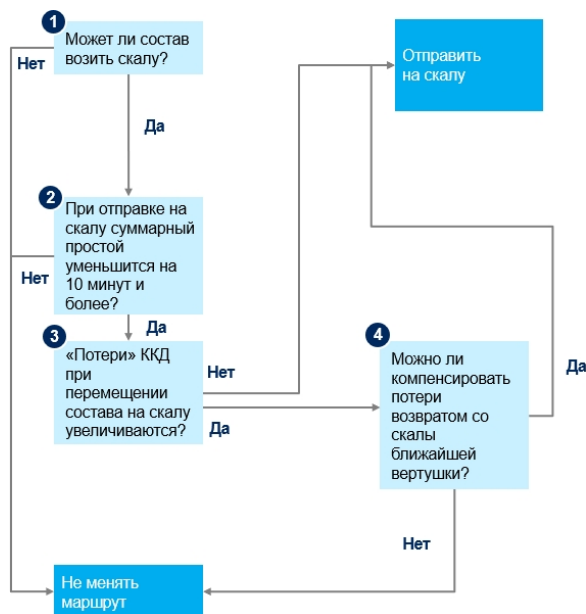 1
Может ли состав
возить скалу?
Отправить
на скалу
Нет
Да
2
При отправке на
скалу суммарный
простой
уменьшится на
10 минут и
более?
Нет
Да
3
«Потери» ККД
при
перемещении
состава на скалу
увеличиваются?
Нет
Да
4
Можно ли
компенсировать
потери
возвратом со
скалы
ближайшей
вертушки?
Да
Нет
Не менять
маршрут